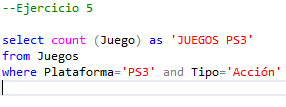 --Ejercicio 5
select count (Juego) as 'JUEGOS PS3'
from Juegos
where Plataforma='PS3' and Tipo='Acción'